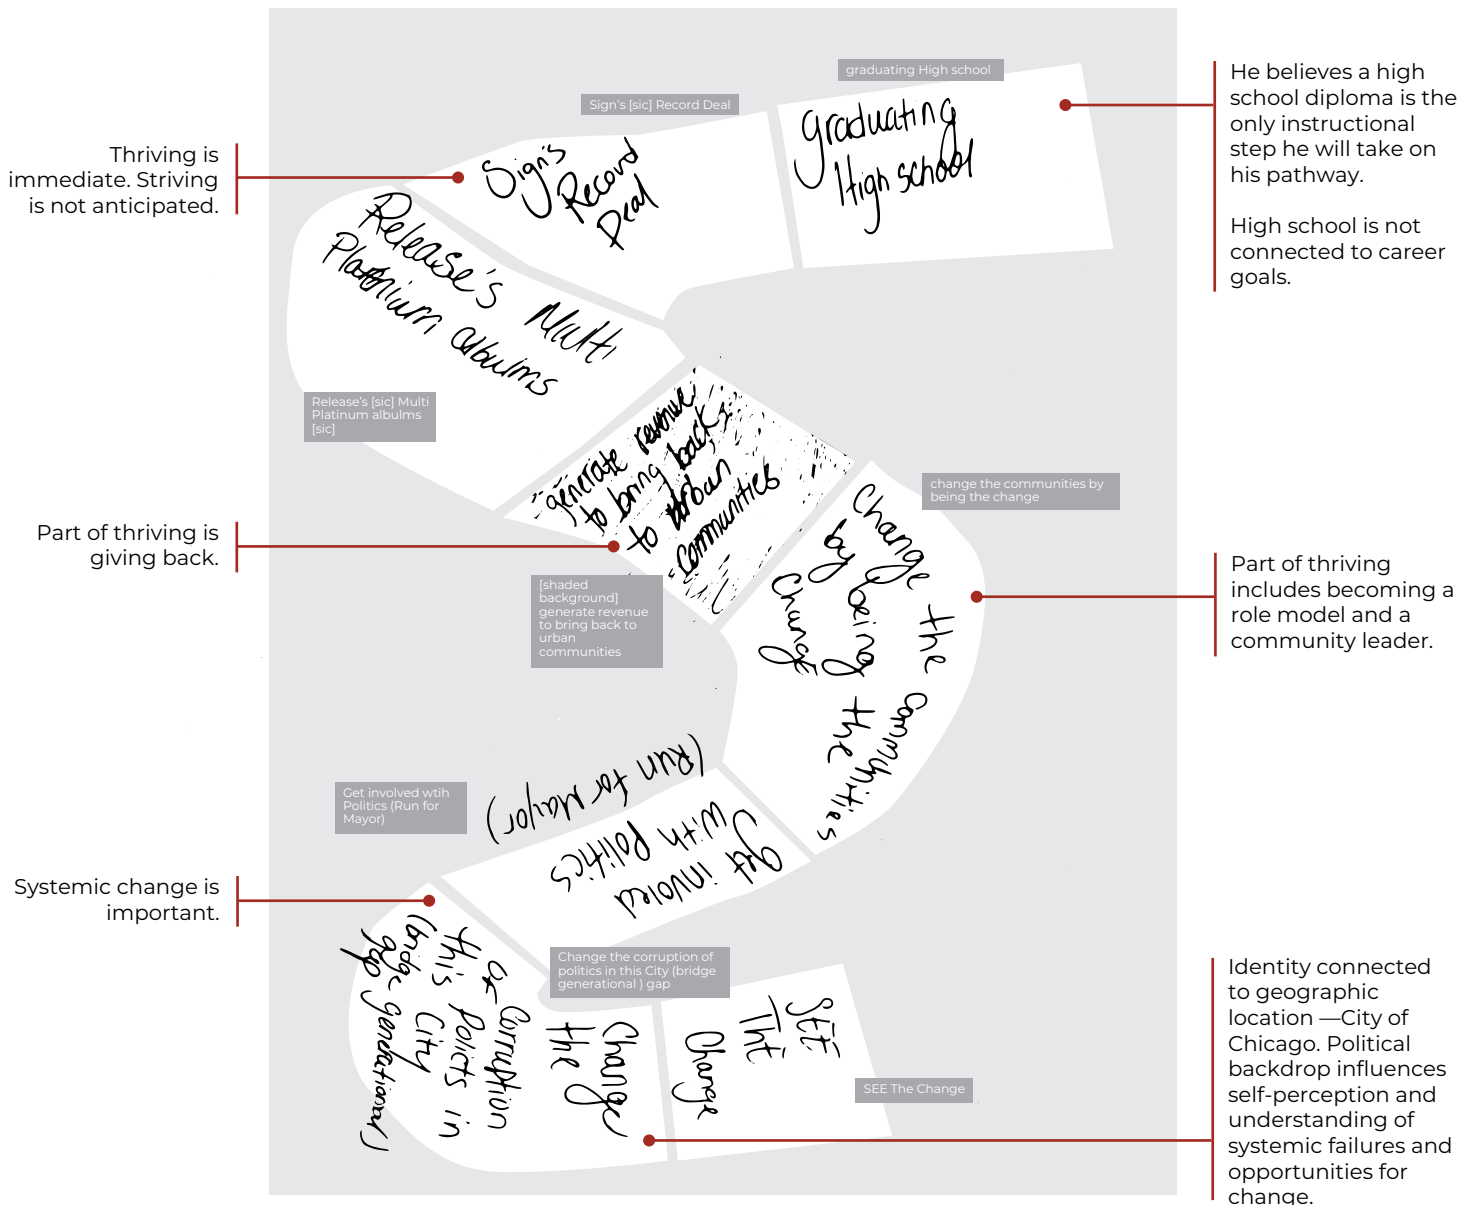 graduating High school
Sign's [sic] Record Deal
graduating
High school
Sign's
Record
Deal
He believes a high
school diploma is the
only instructional
step he will take on
his pathway.
High school is not
connected to career
goals.
Thriving is
immediate. Striving
is not anticipated.
Release's Multi
Platinium albulms
Release's [sic] Multi
Platinum albulms
[sic]
generate revenue
to bring back
to urban
communities
Part of thriving is
giving back.
[shaded
background]
generate revenue
to bring back to
urban
communities
change the communities by
being the change
Change the communities
by being the
Change
Part of thriving
includes becoming a
role model and a
community leader.
Get involved wtih
Politics (Run for
Mayor)
get involed
with Politics
(Run for Mayor)
Systemic change is
important.
Change the corruption of
politics in this City (bridge
generational ) gap
Change
the
Corruption
of Politcs in
this City
(bridge generational)
gap
SEE
THE
Change
SEE The Change
Identity connected
to geographic
location —City of
Chicago. Political
backdrop influences
self-perception and
understanding of
systemic failures and
opportunities for
change.